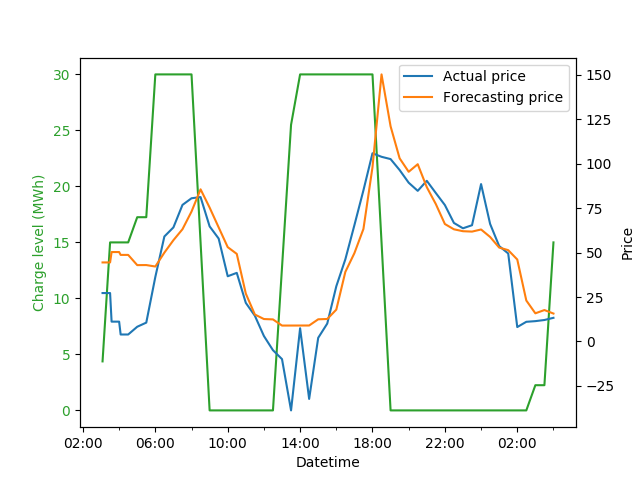 Actual price
Forecasting price
30
25
20
15
10
5
0
Charge level (MWh)
150
125
100
75
50
25
0
−25
Price
02:00 06:00 10:00 14:00 18:00 22:00 02:00
Datetime